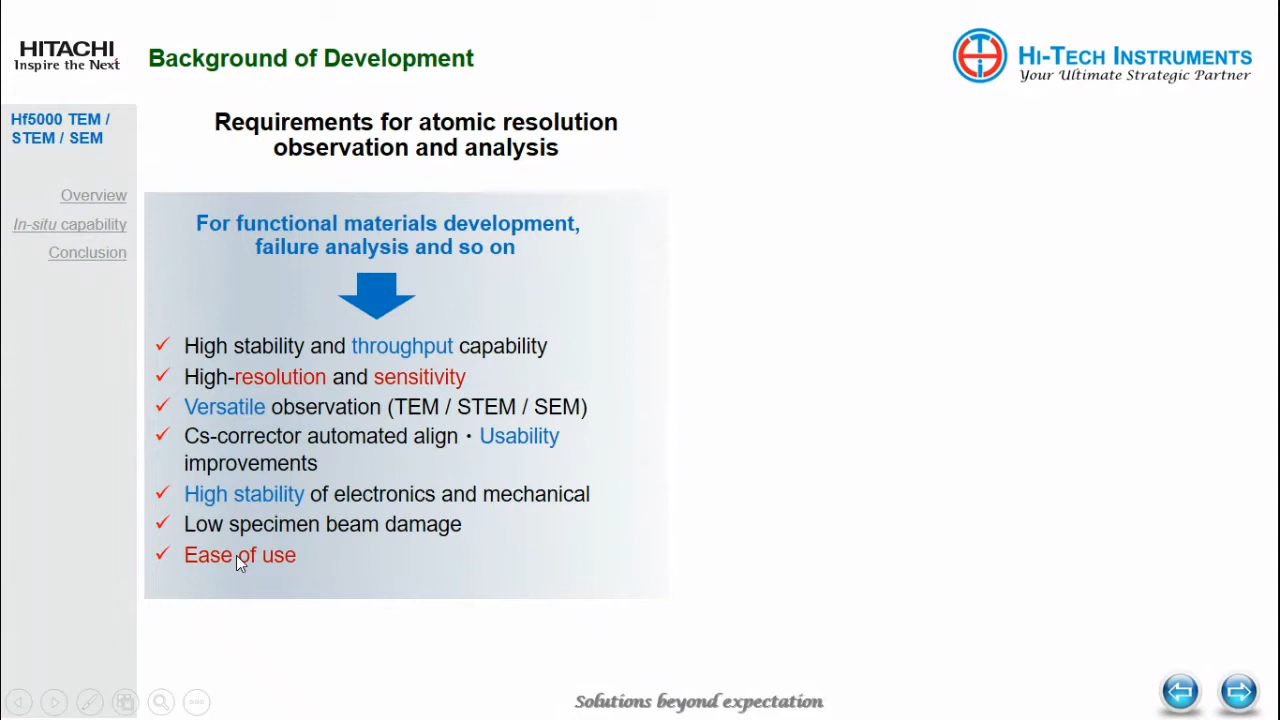 HITACHI
Inspire the Next
Background of Development
HI-TECH INSTRUMENTS
Your Ultimate Strategic Partner
Hf5000 TEM /
STEM / SEM
Overview
In-situ capability
Conclusion
Requirements for atomic resolution
observation and analysis
For functional materials development,
failure analysis and so on
High stability and throughput capability
High-resolution and sensitivity
Versatile observation (TEM / STEM / SEM)
Cs-corrector automated align・Usability
improvements
High stability of electronics and mechanical
Low specimen beam damage
Ease of use
Solutions beyond expectation